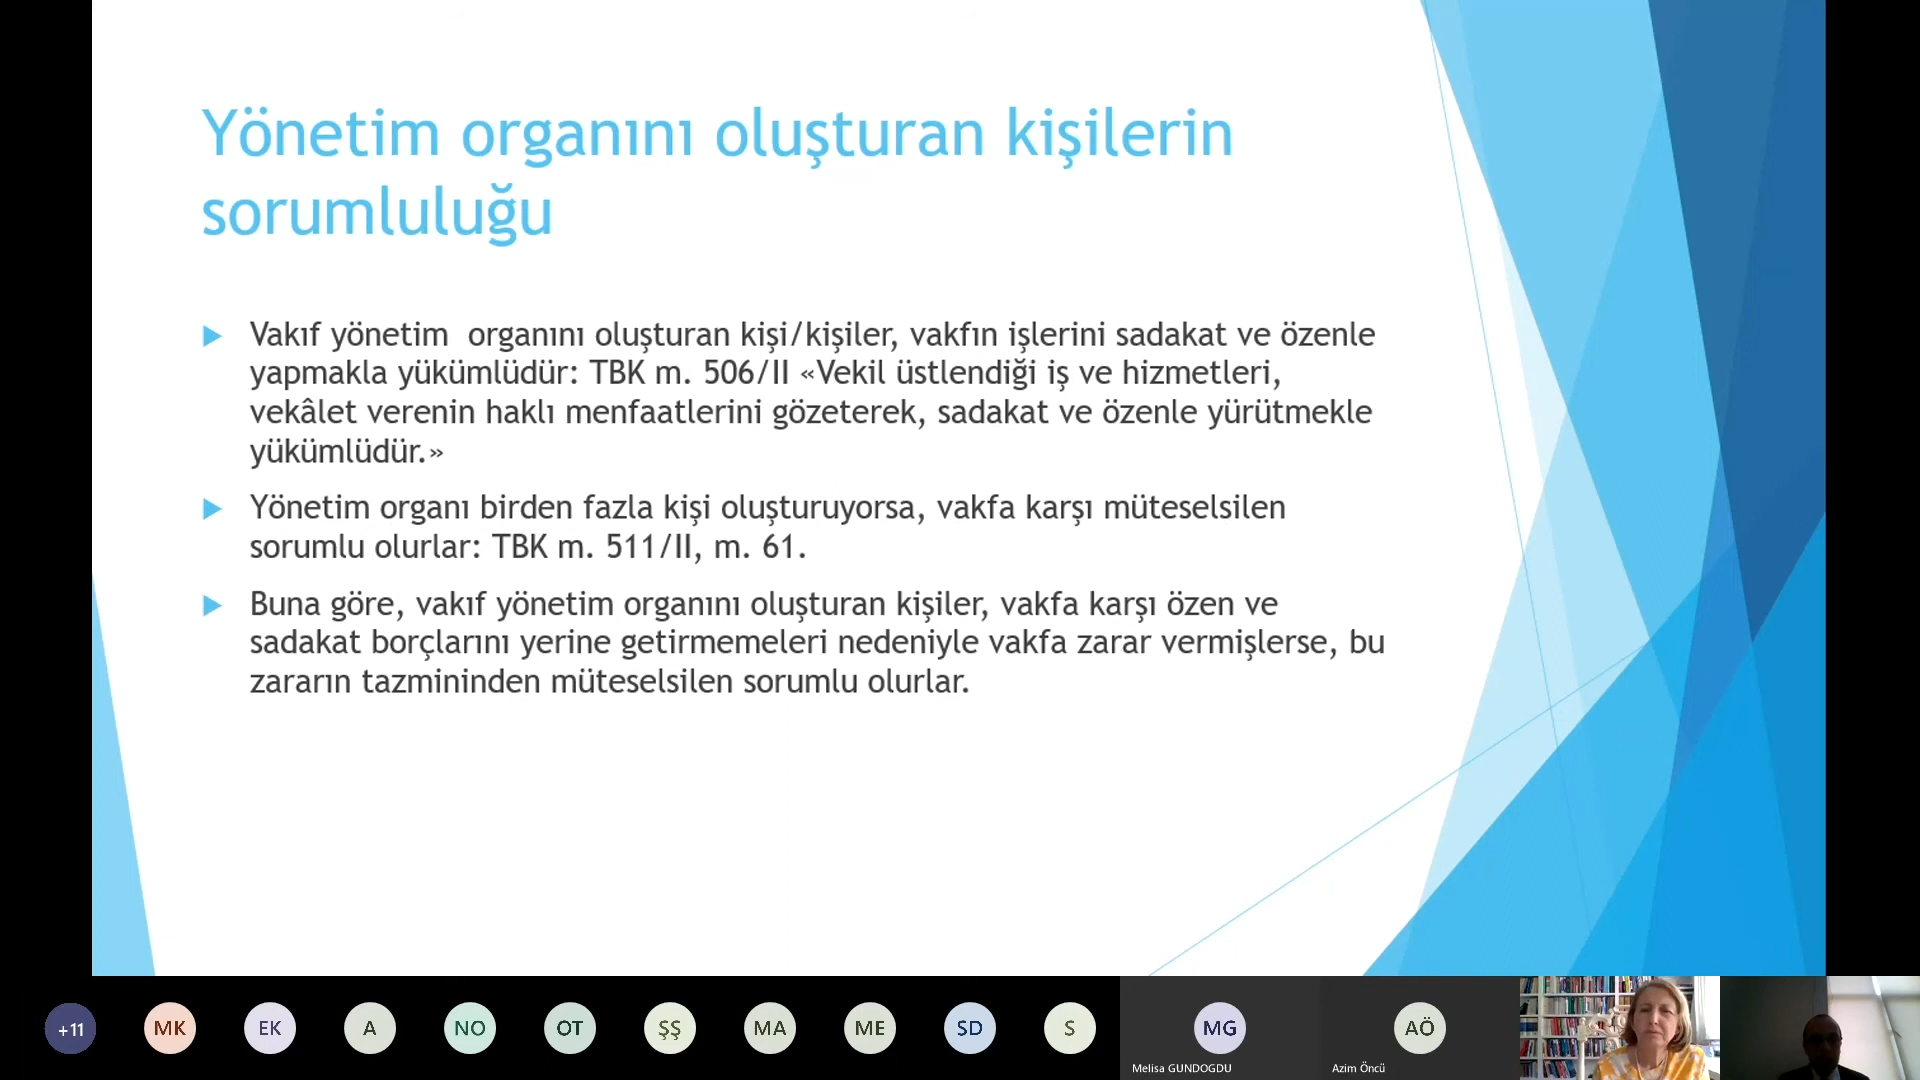 Yönetim organını oluşturan kişilerin
sorumluluğu
Vakıf yönetim  organını oluşturan kişi/kişiler, vakfın işlerini sadakat ve özenle
yapmakla yükümlüdür: TBK m. 506/II «Vekil üstlendiği iş ve hizmetleri,
vekâlet verenin haklı menfaatlerini gözeterek, sadakat ve özenle yürütmekle
yükümlüdür.»
Yönetim organı birden fazla kişi oluşturuyorsa, vakfa karşı müteselsilen
sorumlu olurlar: TBK m. 511/II, m. 61.
Buna göre, vakıf yönetim organını oluşturan kişiler, vakfa karşı özen ve
sadakat borçlarını yerine getirmemeleri nedeniyle vakfa zarar vermişlerse, bu
zararın tazmininden müteselsilen sorumlu olurlar.
+11 MK EK A NO OT ŞŞ MA ME SD S MG AÖ
Melisa GUNDOGDU Azim Öncü